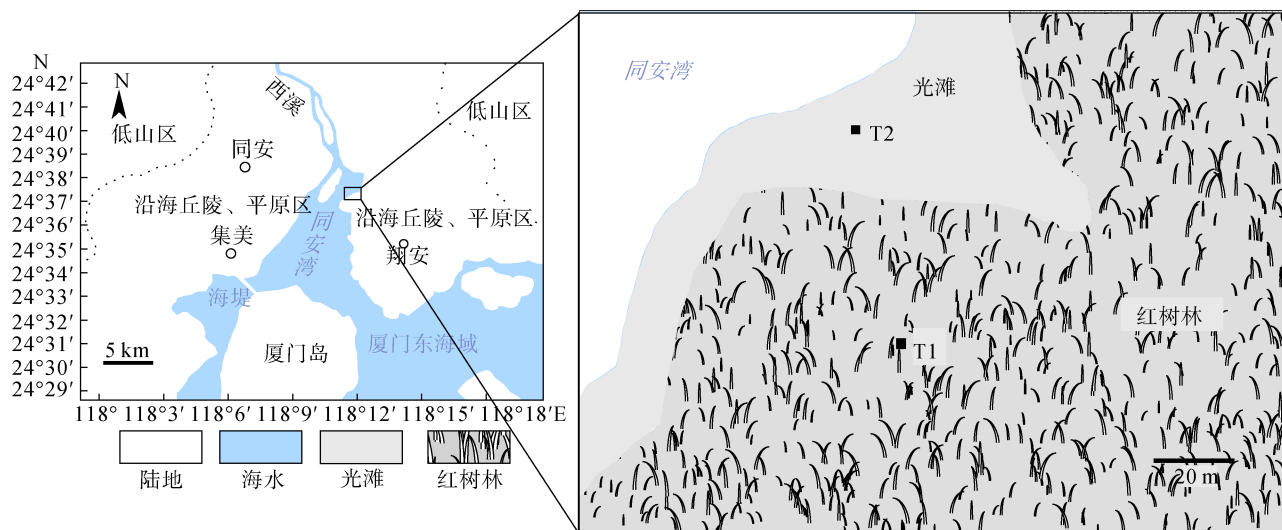 N
24°42′
24°41′
24°40′
24°39′
24°38′
24°37′
24°36′
24°35′
24°34′
24°33′
24°32′
24°31′
24°30′
24°29′
N
西溪
低山区
低山区
同安
沿海丘陵、平原区
沿海丘陵、平原区
同安湾
集美
翔安
海堤
厦门岛
厦门东海域
5 km
118° 118°3′ 118°6′ 118°9′ 118°12′ 118°15′ 118°18′E
陆地
海水
光滩
红树林
同安湾
光滩
T2
红树林
T1
20 m